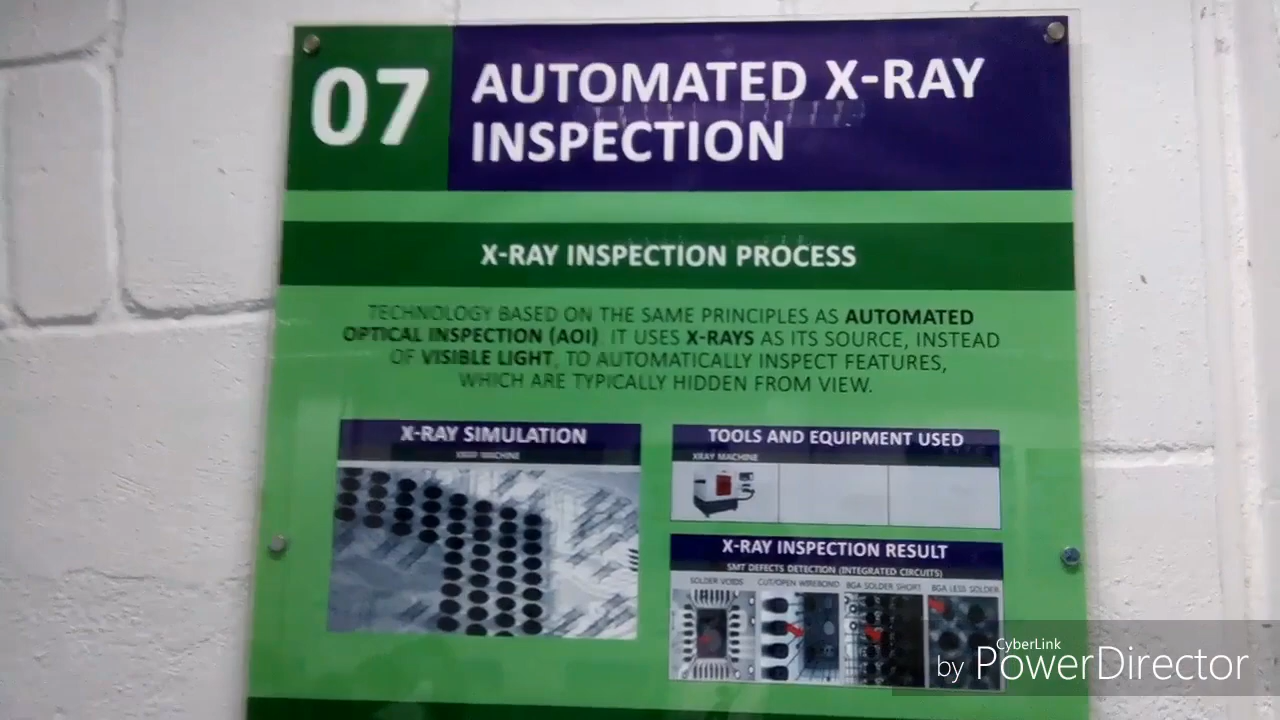 07
AUTOMATED X-RAY
INSPECTION
X-RAY INSPECTION PROCESS
TECHNOLOGY BASED ON THE SAME PRINCIPLES AS AUTOMATED
OPTICAL INSPECTION (AOI). IT USES X-RAYS AS ITS SOURCE, INSTEAD
OF VISIBLE LIGHT, TO AUTOMATICALLY INSPECT FEATURES,
WHICH ARE TYPICALLY HIDDEN FROM VIEW.
X-RAY SIMULATION
MACHINE
TOOLS AND EQUIPMENT USED
XRAY MACHINE
X-RAY INSPECTION RESULT
SMT DEFECTS DETECTION (INTEGRATED CIRCUITS)
SOLDER VOIDS
CUT/OPEN WIREBOND
BGA SOLDER SHORT
BGA LESS SOLDER
CyberLink
by PowerDirector